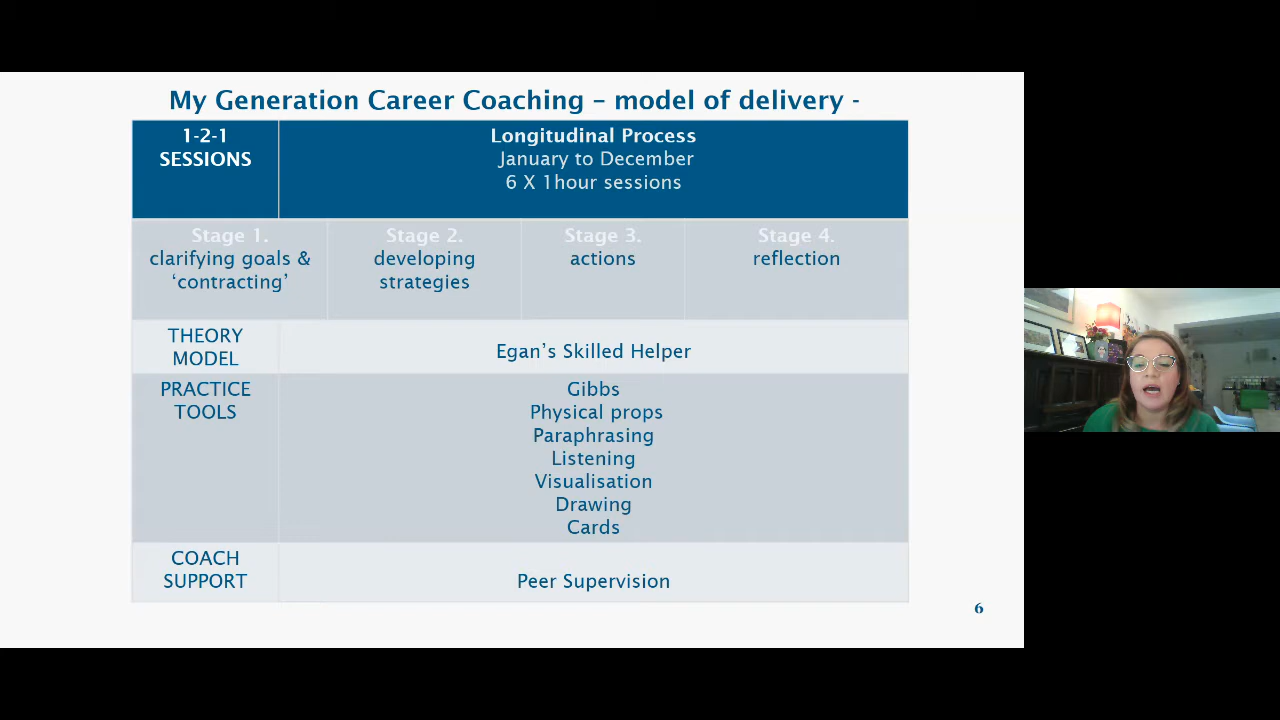 My Generation Career Coaching – model of delivery -
1-2-1
SESSIONS
Longitudinal Process
January to December
6 X 1hour sessions
Stage 1.
clarifying goals &
‘contracting’
Stage 2.
developing
strategies
Stage 3.
actions
Stage 4.
reflection
THEORY
MODEL
Egan’s Skilled Helper
PRACTICE
TOOLS
Gibbs
Physical props
Paraphrasing
Listening
Visualisation
Drawing
Cards
COACH
SUPPORT
Peer Supervision
6